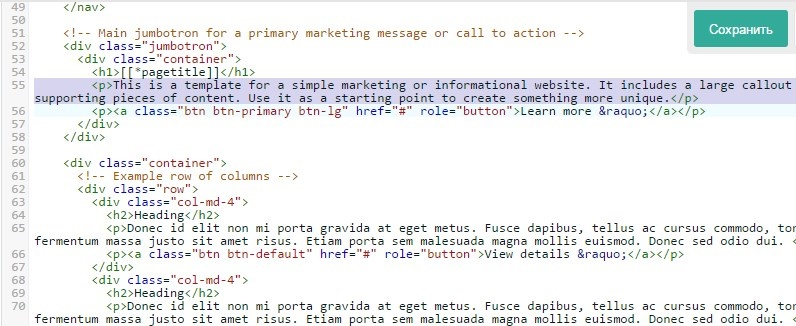 49     </nav>
50
51     <!-- Main jumbotron for a primary marketing message or call to action -->
52     <div class="jumbotron">
53       <div class="container">
54         <h1>[[*pagetitle]]</h1>
55         <p>This is a template for a simple marketing or informational website. It includes a large callout
supporting pieces of content. Use it as a starting point to create something more unique.</p>
56         <p><a class="btn btn-primary btn-lg" href="#" role="button">Learn more &raquo;</a></p>
57       </div>
58     </div>
59
60     <div class="container">
61       <!-- Example row of columns -->
62       <div class="row">
63         <div class="col-md-4">
64           <h2>Heading</h2>
65           <p>Donec id elit non mi porta gravida at eget metus. Fusce dapibus, tellus ac cursus commodo, tor
fermentum massa justo sit amet risus. Etiam porta sem malesuada magna mollis euismod. Donec sed odio dui. <
66           <p><a class="btn btn-default" href="#" role="button">View details &raquo;</a></p>
67         </div>
68         <div class="col-md-4">
69           <h2>Heading</h2>
70           <p>Donec id elit non mi porta gravida at eget metus. Fusce dapibus, tellus ac cursus commodo, tor
fermentum massa justo sit amet risus. Etiam porta sem malesuada magna mollis euismod. Donec sed odio dui. <
Сохранить